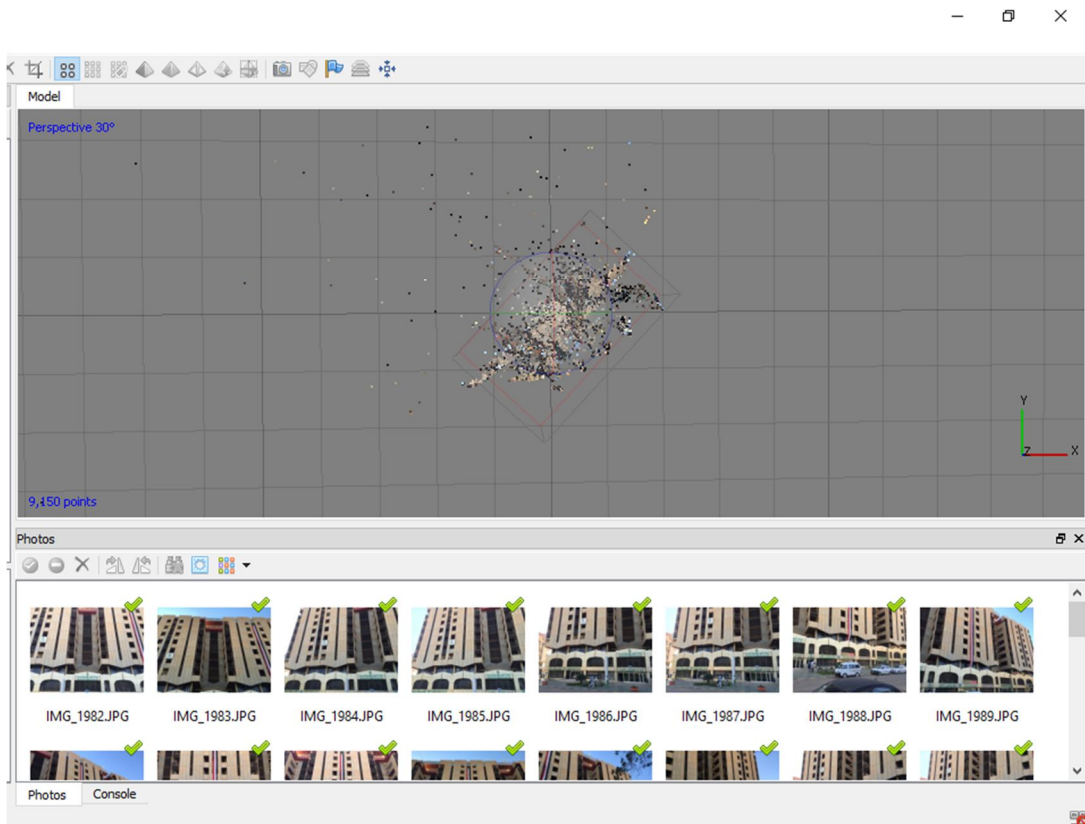 Model
Perspective 30°
Y
Z X
9,150 points
Photos
IMG_1982.JPG IMG_1983.JPG IMG_1984.JPG IMG_1985.JPG IMG_1986.JPG IMG_1987.JPG IMG_1988.JPG IMG_1989.JPG
Photos Console